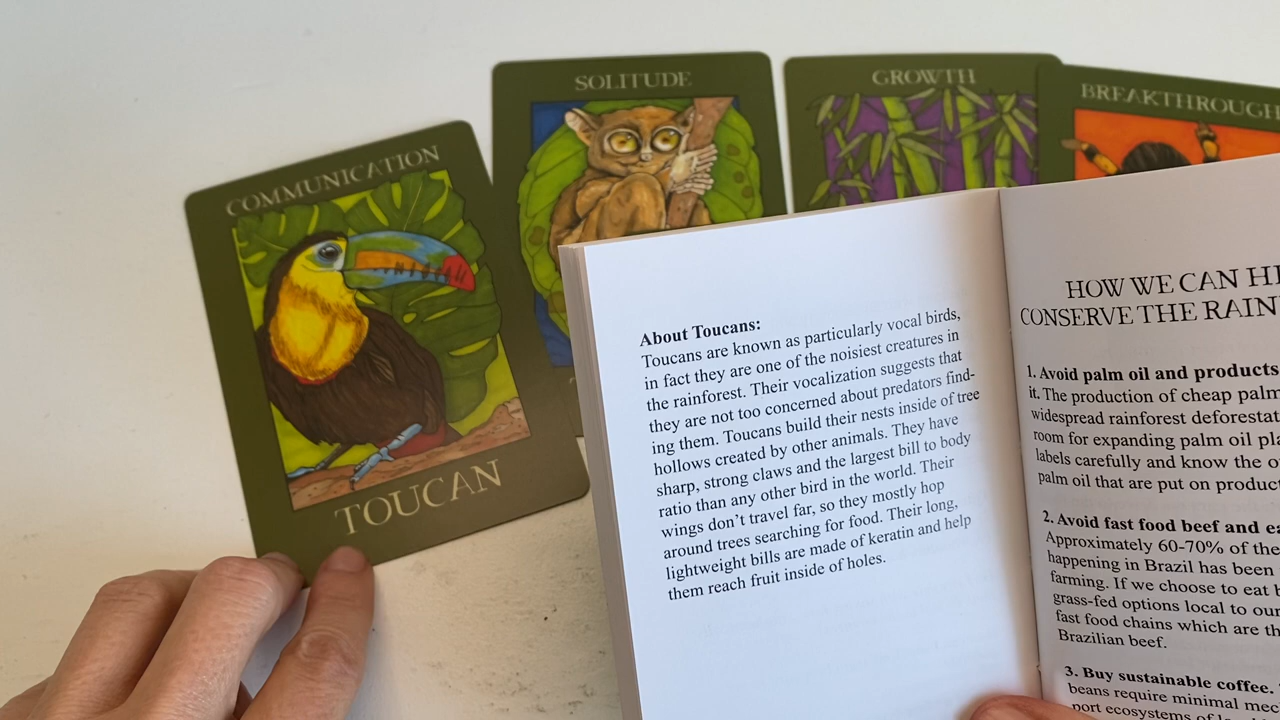 COMMUNICATION
TOUCAN
SOLITUDE
GROWTH
BREAKTHROUGH
About Toucans:
Toucans are known as particularly vocal birds,
in fact they are one of the noisiest creatures in
the rainforest. Their vocalization suggests that
they are not too concerned about predators find-
ing them. Toucans build their nests inside of tree
hollows created by other animals. They have
sharp, strong claws and the largest bill to body
ratio than any other bird in the world. Their
wings don't travel far, so they mostly hop
around trees searching for food. Their long,
lightweight bills are made of keratin and help
them reach fruit inside of holes.
HOW WE CAN
CONSERVE THE
1. Avoid palm oil and products
it. The production of cheap palm
widespread rainforest
room for expanding palm oil
labels carefully and know the
palm oil that are put on
2. Avoid fast food beef and
Approximately 60-70% of the
happening in Brazil has been
farming. If we choose to eat
grass-fed options local to our
fast food chains which are
Brazilian beef.
3. Buy sustainable coffee.
beans require minimal
port ecosystems of